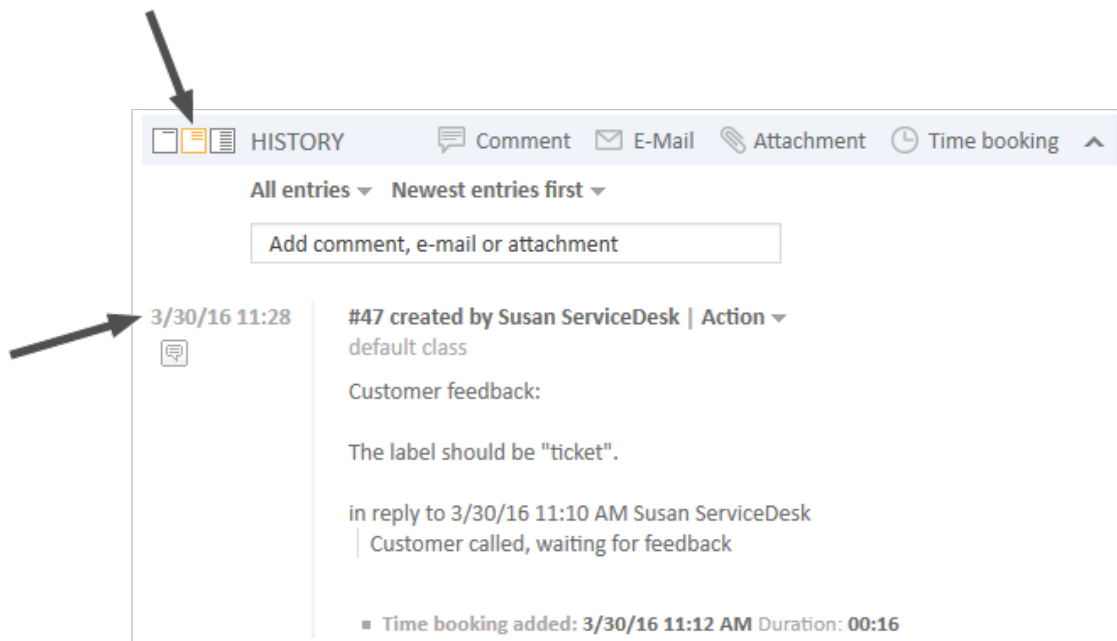 HISTORY Comment E-Mail Attachment Time booking
All entries Newest entries first
Add comment, e-mail or attachment
3/30/16 11:28 #47 created by Susan ServiceDesk | Action
default class
Customer feedback:
The label should be "ticket".
in reply to 3/30/16 11:10 AM Susan ServiceDesk
Customer called, waiting for feedback
Time booking added: 3/30/16 11:12 AM Duration: 00:16